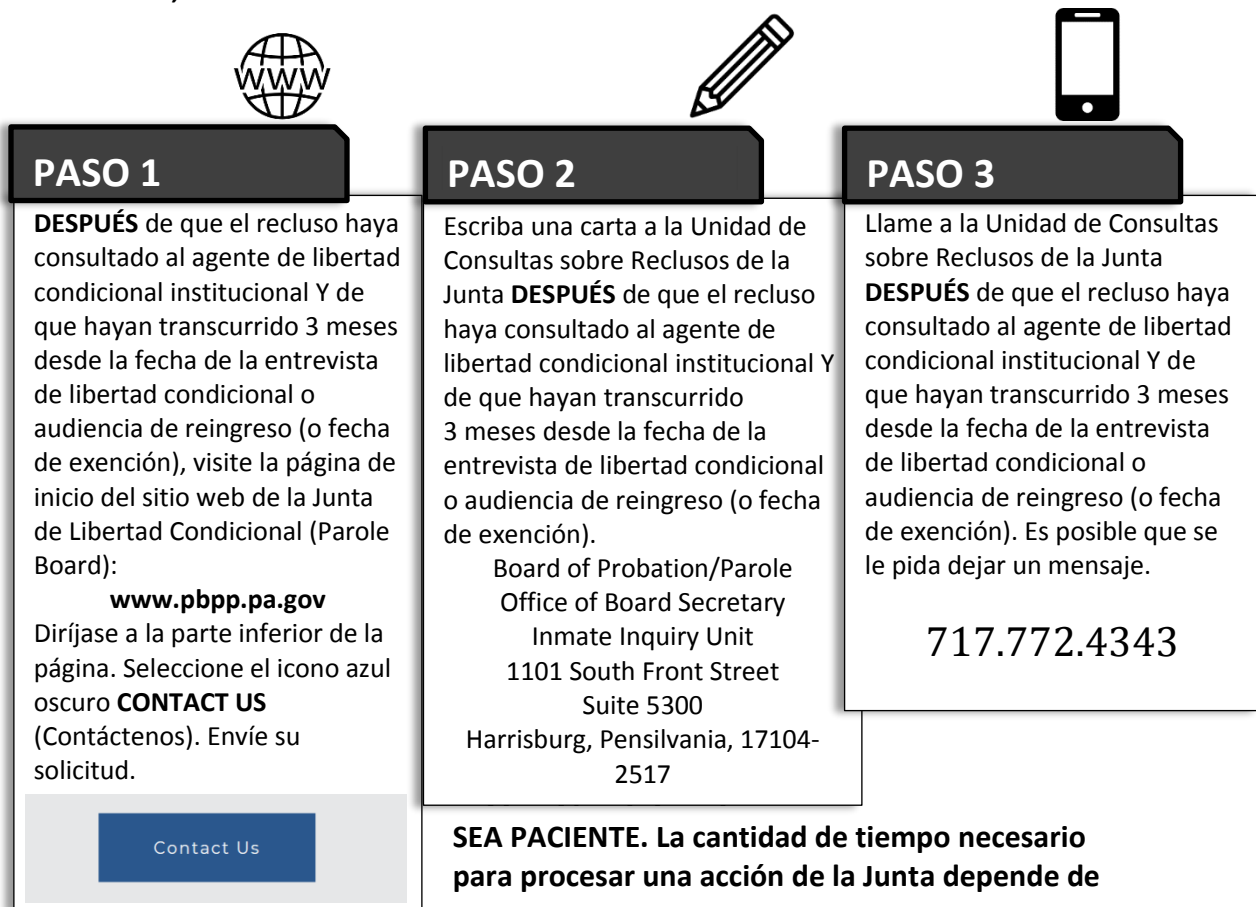 WWW
PASO 1
DESPUÉS de que el recluso haya
consultado al agente de libertad
condicional institucional Y de
que hayan transcurrido 3 meses
desde la fecha de la entrevista
de libertad condicional o
audiencia de reingreso (o fecha
de exención), visite la página de
inicio del sitio web de la Junta
de Libertad Condicional (Parole
Board):
www.pbpp.pa.gov
Diríjase a la parte inferior de la
página. Seleccione el icono azul
oscuro CONTACT US
(Contáctenos). Envíe su
solicitud.
Contact Us
PASO 2
Escriba una carta a la Unidad de
Consultas sobre Reclusos de la
Junta DESPUÉS de que el recluso
haya consultado al agente de
libertad condicional institucional Y
de que hayan transcurrido
3 meses desde la fecha de la
entrevista de libertad condicional
o audiencia de reingreso (o fecha
de exención).
Board of Probation/Parole
Office of Board Secretary
Inmate Inquiry Unit
1101 South Front Street
Suite 5300
Harrisburg, Pensilvania, 17104-
2517
PASO 3
Llame a la Unidad de Consultas
sobre Reclusos de la Junta
DESPUÉS de que el recluso haya
consultado al agente de libertad
condicional institucional Y de
que hayan transcurrido 3 meses
desde la fecha de la entrevista
de libertad condicional o
audiencia de reingreso (o fecha
de exención). Es posible que se
le pida dejar un mensaje.
717.772.4343
SEA PACIENTE. La cantidad de tiempo necesario
para procesar una acción de la Junta depende de